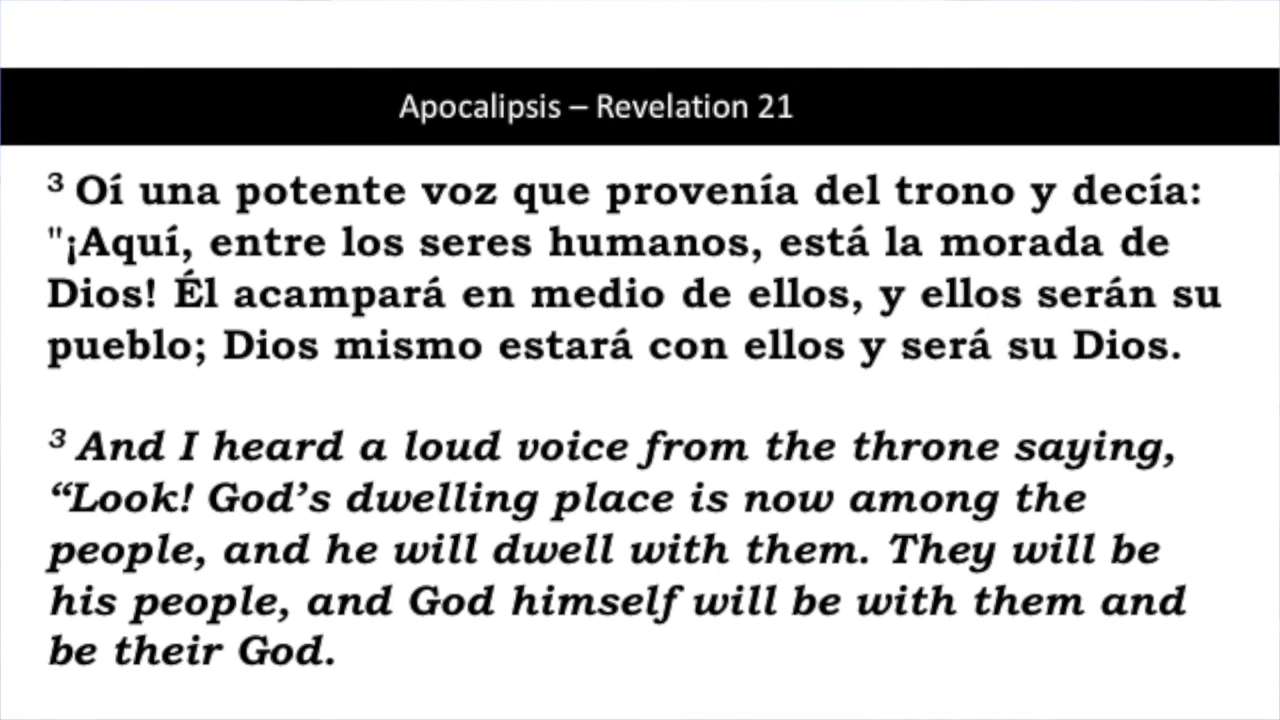 Apocalipsis – Revelation 21
³ Oí una potente voz que provenía del trono y decía:
"¡Aquí, entre los seres humanos, está la morada de
Dios! Él acampará en medio de ellos, y ellos serán su
pueblo; Dios mismo estará con ellos y será su Dios.
³ And I heard a loud voice from the throne saying,
“Look! God’s dwelling place is now among the
people, and he will dwell with them. They will be
his people, and God himself will be with them and
be their God.